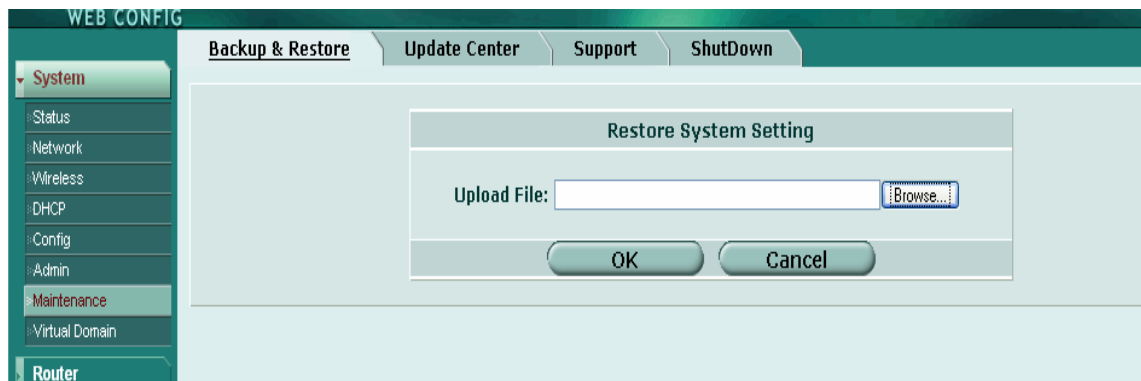 WEB CONFIG
Backup & Restore
Update Center
Support
ShutDown
System
Status
Network
Wireless
DHCP
Config
Admin
Maintenance
Virtual Domain
Router
Restore System Setting
Upload File:
Browse...
OK
Cancel